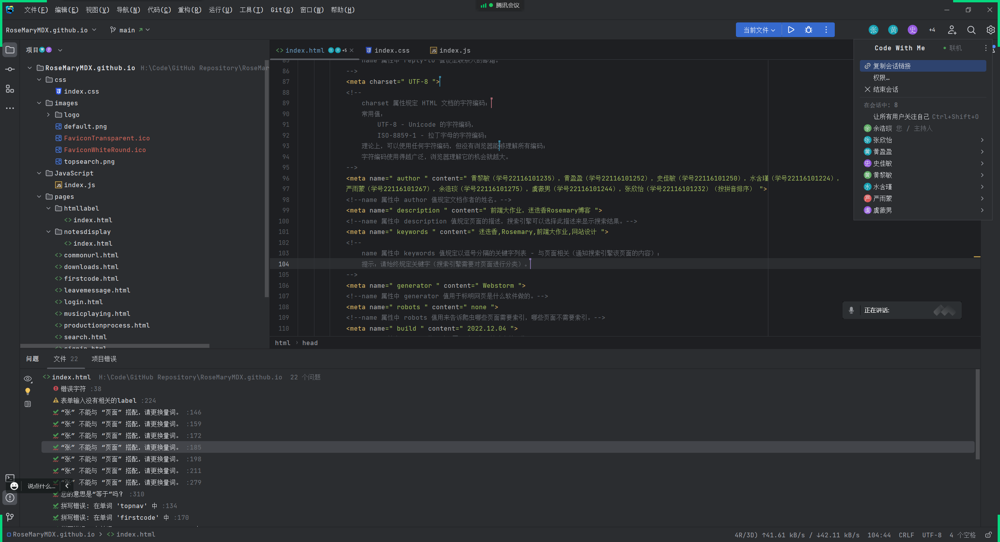 腾讯会议
文件(F) 编辑(E) 视图(V) 导航(N) 代码(C) 重构(R) 运行(U) 工具(T) Git(G) 窗口(W) 帮助(H)
RoseMaryMDX.github.io main 当前文件 张 黄 史 +4
项目 黄 史
RoseMaryMDX.github.io H:\Code\GitHub Repository\RoseMar
css
index.css
images
logo
default.png
FaviconTransparent.ico
FaviconWhiteRound.ico
topsearch.png
JavaScript
index.js
pages
htmllabel
index.html
notesdisplay
index.html
commonurl.html
downloads.html
firstcode.html
leavemessage.html
login.html
musicplaying.html
productionprocess.html
search.html
signin.html
index.html 张 黄 +5 index.css index.js
85 name 属性中 reply-to 值设定联系人的邮箱。
86 -->
87 <meta charset=" UTF-8 ">
88 <!--
89 charset 属性规定 HTML 文档的字符编码；
90 常用值：
91 UTF-8 - Unicode 的字符编码，
92 ISO-8859-1 - 拉丁字母的字符编码；
93 理论上，可以使用任何字符编码，但没有浏览器能够理解所有编码；
94 字符编码使用得越广泛，浏览器理解它的机会就越大。
95 -->
96 <meta name=" author " content=" 黄黎敏（学号22116101235），黄盈盈（学号22116101252），史佳敏（学号22116101250），水含瑾（学号22116101224），
97 严雨蒙（学号22116101267），余浩琰（学号22116101275），虞薇男（学号22116101244），张欣怡（学号22116101232）（按拼音排序） ">
98 <!--name 属性中 author 值规定文档作者的姓名。-->
99 <meta name=" description " content=" 前端大作业，迷迭香Rosemary博客 ">
100 <!--name 属性中 description 值规定页面的描述，搜索引擎可以选择此描述来显示搜索结果。-->
101 <meta name=" keywords " content=" 迷迭香,Rosemary,前端大作业,网站设计 ">
102 <!--
103 name 属性中 keywords 值规定以逗号分隔的关键字列表 - 与页面相关（通知搜索引擎该页面的内容）；
104 提示：请始终规定关键字（搜索引擎需要对页面进行分类）。
105 -->
106 <meta name=" generator " content=" Webstorm ">
107 <!--name 属性中 generator 值用于标明网页是什么软件做的。-->
108 <meta name=" robots " content=" none ">
109 <!--name 属性中 robots 值用来告诉爬虫哪些页面需要索引，哪些页面不需要索引。-->
110 <meta name=" build " content=" 2022.12.04 ">
html › head
Code With Me 联机
复制会话链接
权限…
结束会话
在会话中: 8
让所有用户关注自己 Ctrl+Shift+O
余 余浩琰 您 / 主持人
张 张欣怡
黄 黄盈盈
史 史佳敏
黄 黄黎敏
水 水含瑾
严 严雨蒙
虞 虞薇男
正在讲话:
问题 文件 22 项目错误
index.html H:\Code\GitHub Repository\RoseMaryMDX.github.io 22 个问题
错误字符 :38
表单输入没有相关的label :224
“张” 不能与 “页面” 搭配，请更换量词。 :146
“张” 不能与 “页面” 搭配，请更换量词。 :159
“张” 不能与 “页面” 搭配，请更换量词。 :172
“张” 不能与 “页面” 搭配，请更换量词。 :185
“张” 不能与 “页面” 搭配，请更换量词。 :198
“张” 不能与 “页面” 搭配，请更换量词。 :211
“张” 不能与 “页面” 搭配，请更换量词。 :279
说点什么...
您的意思是“等于”吗？ :310
拼写错误: 在单词 'topnav' 中 :134
拼写错误: 在单词 'firstcode' 中 :170
RoseMaryMDX.github.io > index.html
4R/3D) ↑41.61 kB/s / ↓42.11 kB/s 104:44 CRLF UTF-8 4 个空格